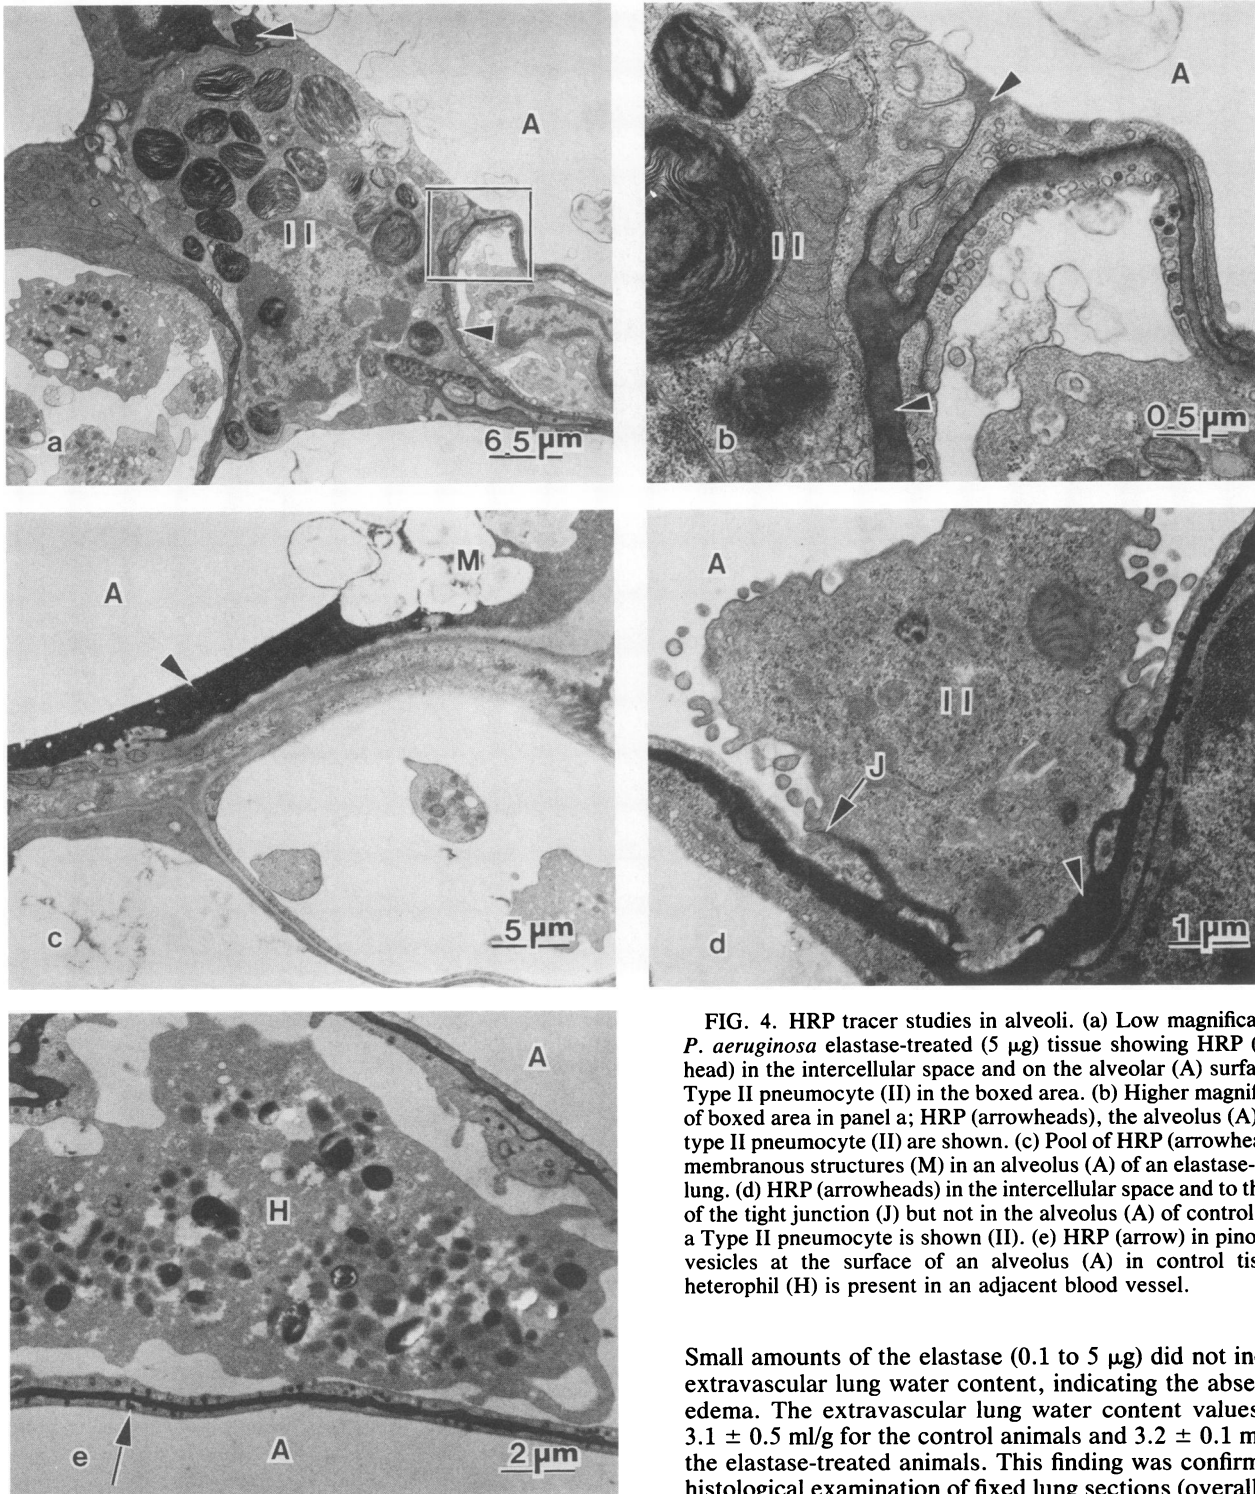 A
II
a
6.5 µm
A
II
b
0.5µm
A
M
c
5 µm
A
II
J
d
1 µm
A
H
e
A
2 µm
FIG. 4. HRP tracer studies in alveoli. (a) Low magnifica
P. aeruginosa elastase-treated (5 µg) tissue showing HRP (
head) in the intercellular space and on the alveolar (A) surfa
Type II pneumocyte (II) in the boxed area. (b) Higher magnif
of boxed area in panel a; HRP (arrowheads), the alveolus (A)
type II pneumocyte (II) are shown. (c) Pool of HRP (arrowhea
membranous structures (M) in an alveolus (A) of an elastase-
lung. (d) HRP (arrowheads) in the intercellular space and to th
of the tight junction (J) but not in the alveolus (A) of control
a Type II pneumocyte is shown (II). (e) HRP (arrow) in pino
vesicles at the surface of an alveolus (A) in control tis
heterophil (H) is present in an adjacent blood vessel.
Small amounts of the elastase (0.1 to 5 µg) did not in
extravascular lung water content, indicating the abse
edema. The extravascular lung water content values
3.1 ± 0.5 ml/g for the control animals and 3.2 ± 0.1 m
the elastase-treated animals. This finding was confirm
histological examination of fixed lung sections (overall